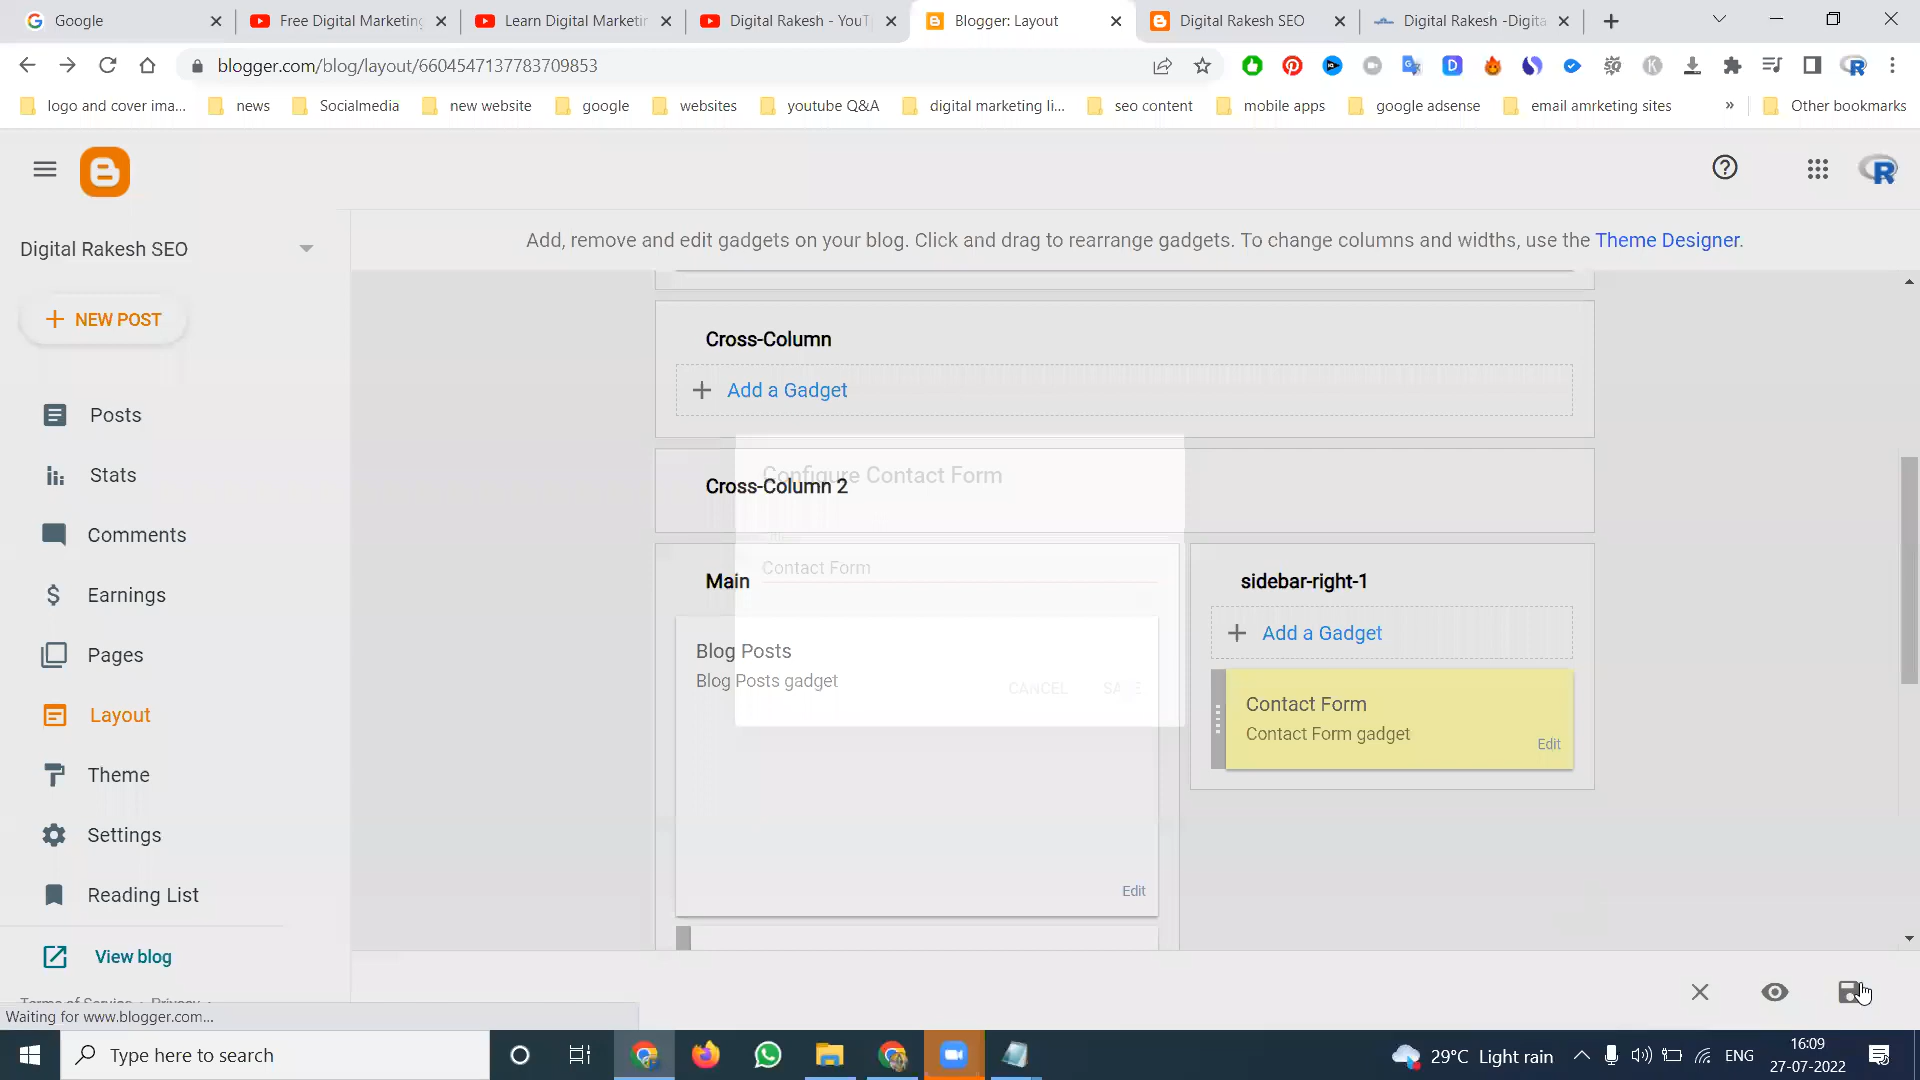 Google
Free Digital Marketing
Learn Digital Marketin
Digital Rakesh - YouT
Blogger: Layout
Digital Rakesh SEO
Digital Rakesh -Digita
blogger.com/blog/layout/6604547137783709853
logo and cover ima...
news
Socialmedia
new website
google
websites
youtube Q&A
digital marketing li...
seo content
mobile apps
google adsense
email amrketing sites
»
Other bookmarks
Digital Rakesh SEO
Add, remove and edit gadgets on your blog. Click and drag to rearrange gadgets. To change columns and widths, use the Theme Designer.
+ NEW POST
Posts
Stats
Comments
Earnings
Pages
Layout
Theme
Settings
Reading List
View blog
Terms of Service · Privacy ·
Waiting for www.blogger.com...
Cross-Column
+ Add a Gadget
Configure Contact Form
Cross-Column 2
Contact Form
Main
Blog Posts
Blog Posts gadget
CANCEL
Edit
sidebar-right-1
+ Add a Gadget
Contact Form
Contact Form gadget
Edit
Type here to search
29°C Light rain
ENG
16:09
27-07-2022